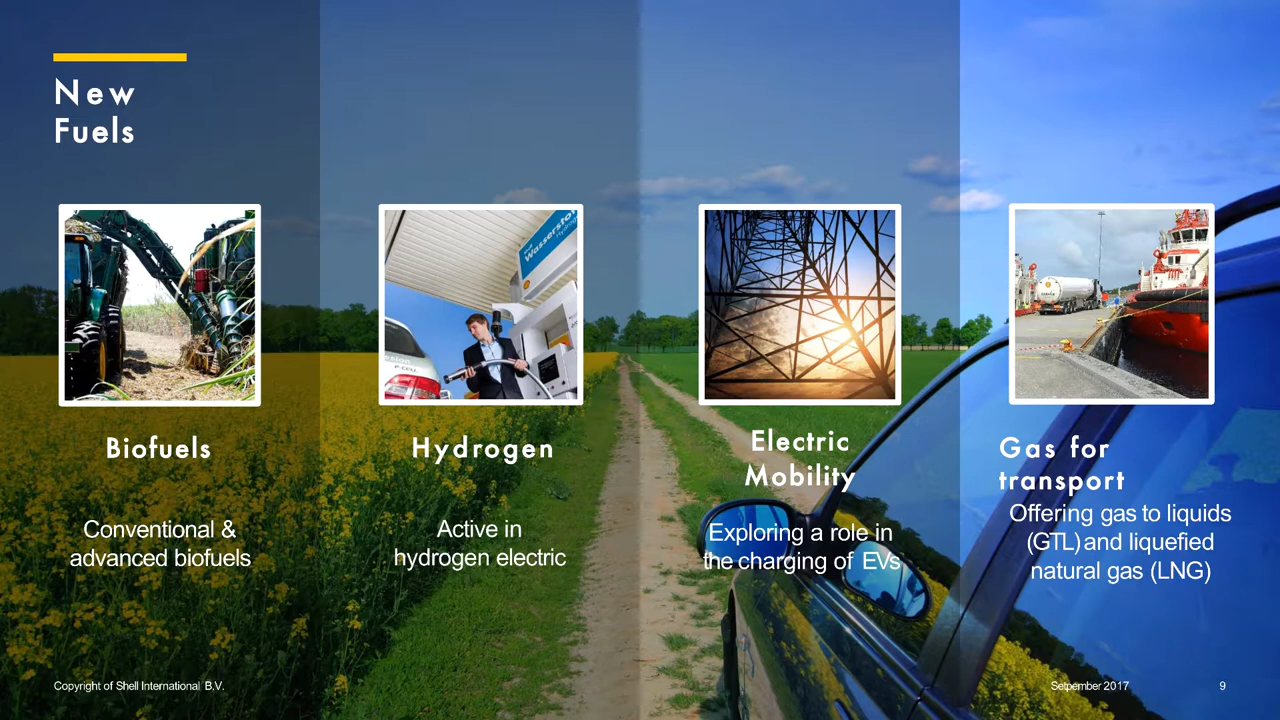 New
Fuels
Wasserstoff
Biofuels
Conventional &
advanced biofuels
Hydrogen
Active in
hydrogen electric
Electric
Mobility
Exploring a role in
the charging of EVs
Gas for
transport
Offering gas to liquids
(GTL) and liquefied
natural gas (LNG)
Copyright of Shell International B.V.
Setpember 2017
9